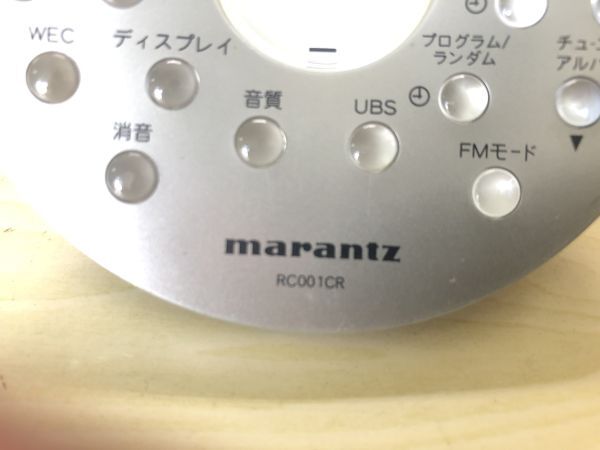 WEC
ディスプレイ
プログラム/
ランダム
音質
UBS
消音
FMモード
marantz
RC001CR